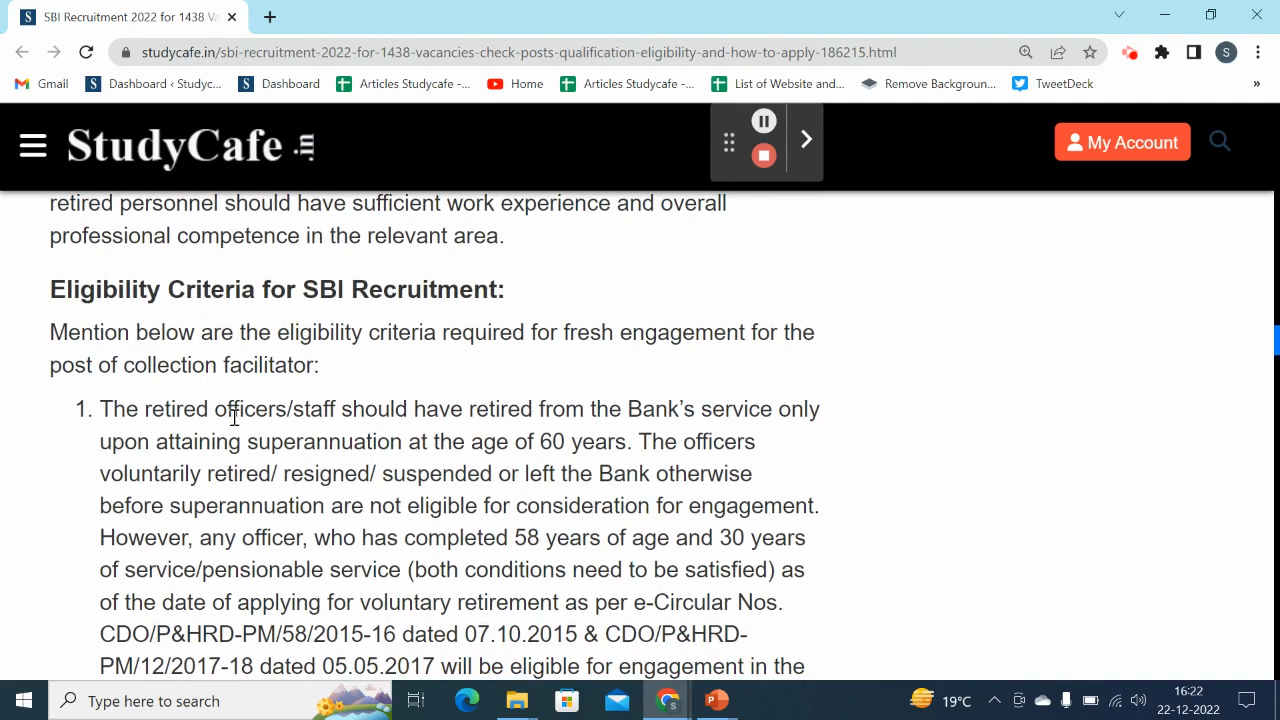 SBI Recruitment 2022 for 1438 Va
studycafe.in/sbi-recruitment-2022-for-1438-vacancies-check-posts-qualification-eligibility-and-how-to-apply-186215.html
S
Gmail
Dashboard ‹ Studyc...
Dashboard
Articles Studycafe -...
Home
Articles Studycafe -...
List of Website and...
Remove Backgroun...
TweetDeck
»
StudyCafe .in
My Account
retired personnel should have sufficient work experience and overall
professional competence in the relevant area.
Eligibility Criteria for SBI Recruitment:
Mention below are the eligibility criteria required for fresh engagement for the
post of collection facilitator:
1. The retired officers/staff should have retired from the Bank’s service only
upon attaining superannuation at the age of 60 years. The officers
voluntarily retired/ resigned/ suspended or left the Bank otherwise
before superannuation are not eligible for consideration for engagement.
However, any officer, who has completed 58 years of age and 30 years
of service/pensionable service (both conditions need to be satisfied) as
of the date of applying for voluntary retirement as per e-Circular Nos.
CDO/P&HRD-PM/58/2015-16 dated 07.10.2015 & CDO/P&HRD-
PM/12/2017-18 dated 05.05.2017 will be eligible for engagement in the
Type here to search
19°C
16:22
22-12-2022